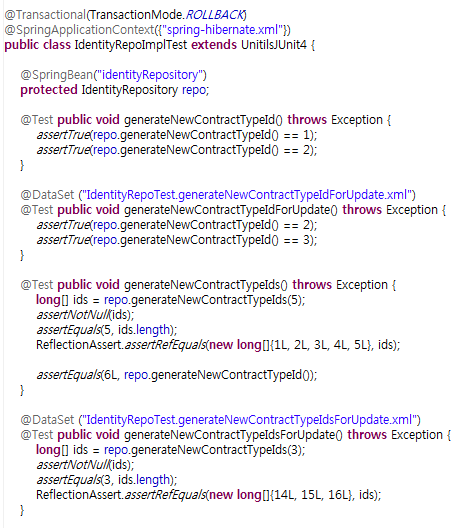 @Transactional(TransactionMode.ROLLBACK)
@SpringApplicationContext({"spring-hibernate.xml"})
public class IdentityRepoImplTest extends UnitilsJUnit4 {
@SpringBean("identityRepository")
protected IdentityRepository repo;
@Test public void generateNewContractTypeId() throws Exception {
assertTrue(repo.generateNewContractTypeId() == 1);
assertTrue(repo.generateNewContractTypeId() == 2);
}
@DataSet ("IdentityRepoTest.generateNewContractTypeIdForUpdate.xml")
@Test public void generateNewContractTypeIdForUpdate() throws Exception {
assertTrue(repo.generateNewContractTypeId() == 2);
assertTrue(repo.generateNewContractTypeId() == 3);
}
@Test public void generateNewContractTypeIds() throws Exception {
long[] ids = repo.generateNewContractTypeIds(5);
assertNotNull(ids);
assertEquals(5, ids.length);
ReflectionAssert.assertRefEquals(new long[]{1L, 2L, 3L, 4L, 5L}, ids);
assertEquals(6L, repo.generateNewContractTypeId());
}
@DataSet ("IdentityRepoTest.generateNewContractTypeIdsForUpdate.xml")
@Test public void generateNewContractTypeIdsForUpdate() throws Exception {
long[] ids = repo.generateNewContractTypeIds(3);
assertNotNull(ids);
assertEquals(3, ids.length);
ReflectionAssert.assertRefEquals(new long[]{14L, 15L, 16L}, ids);
}